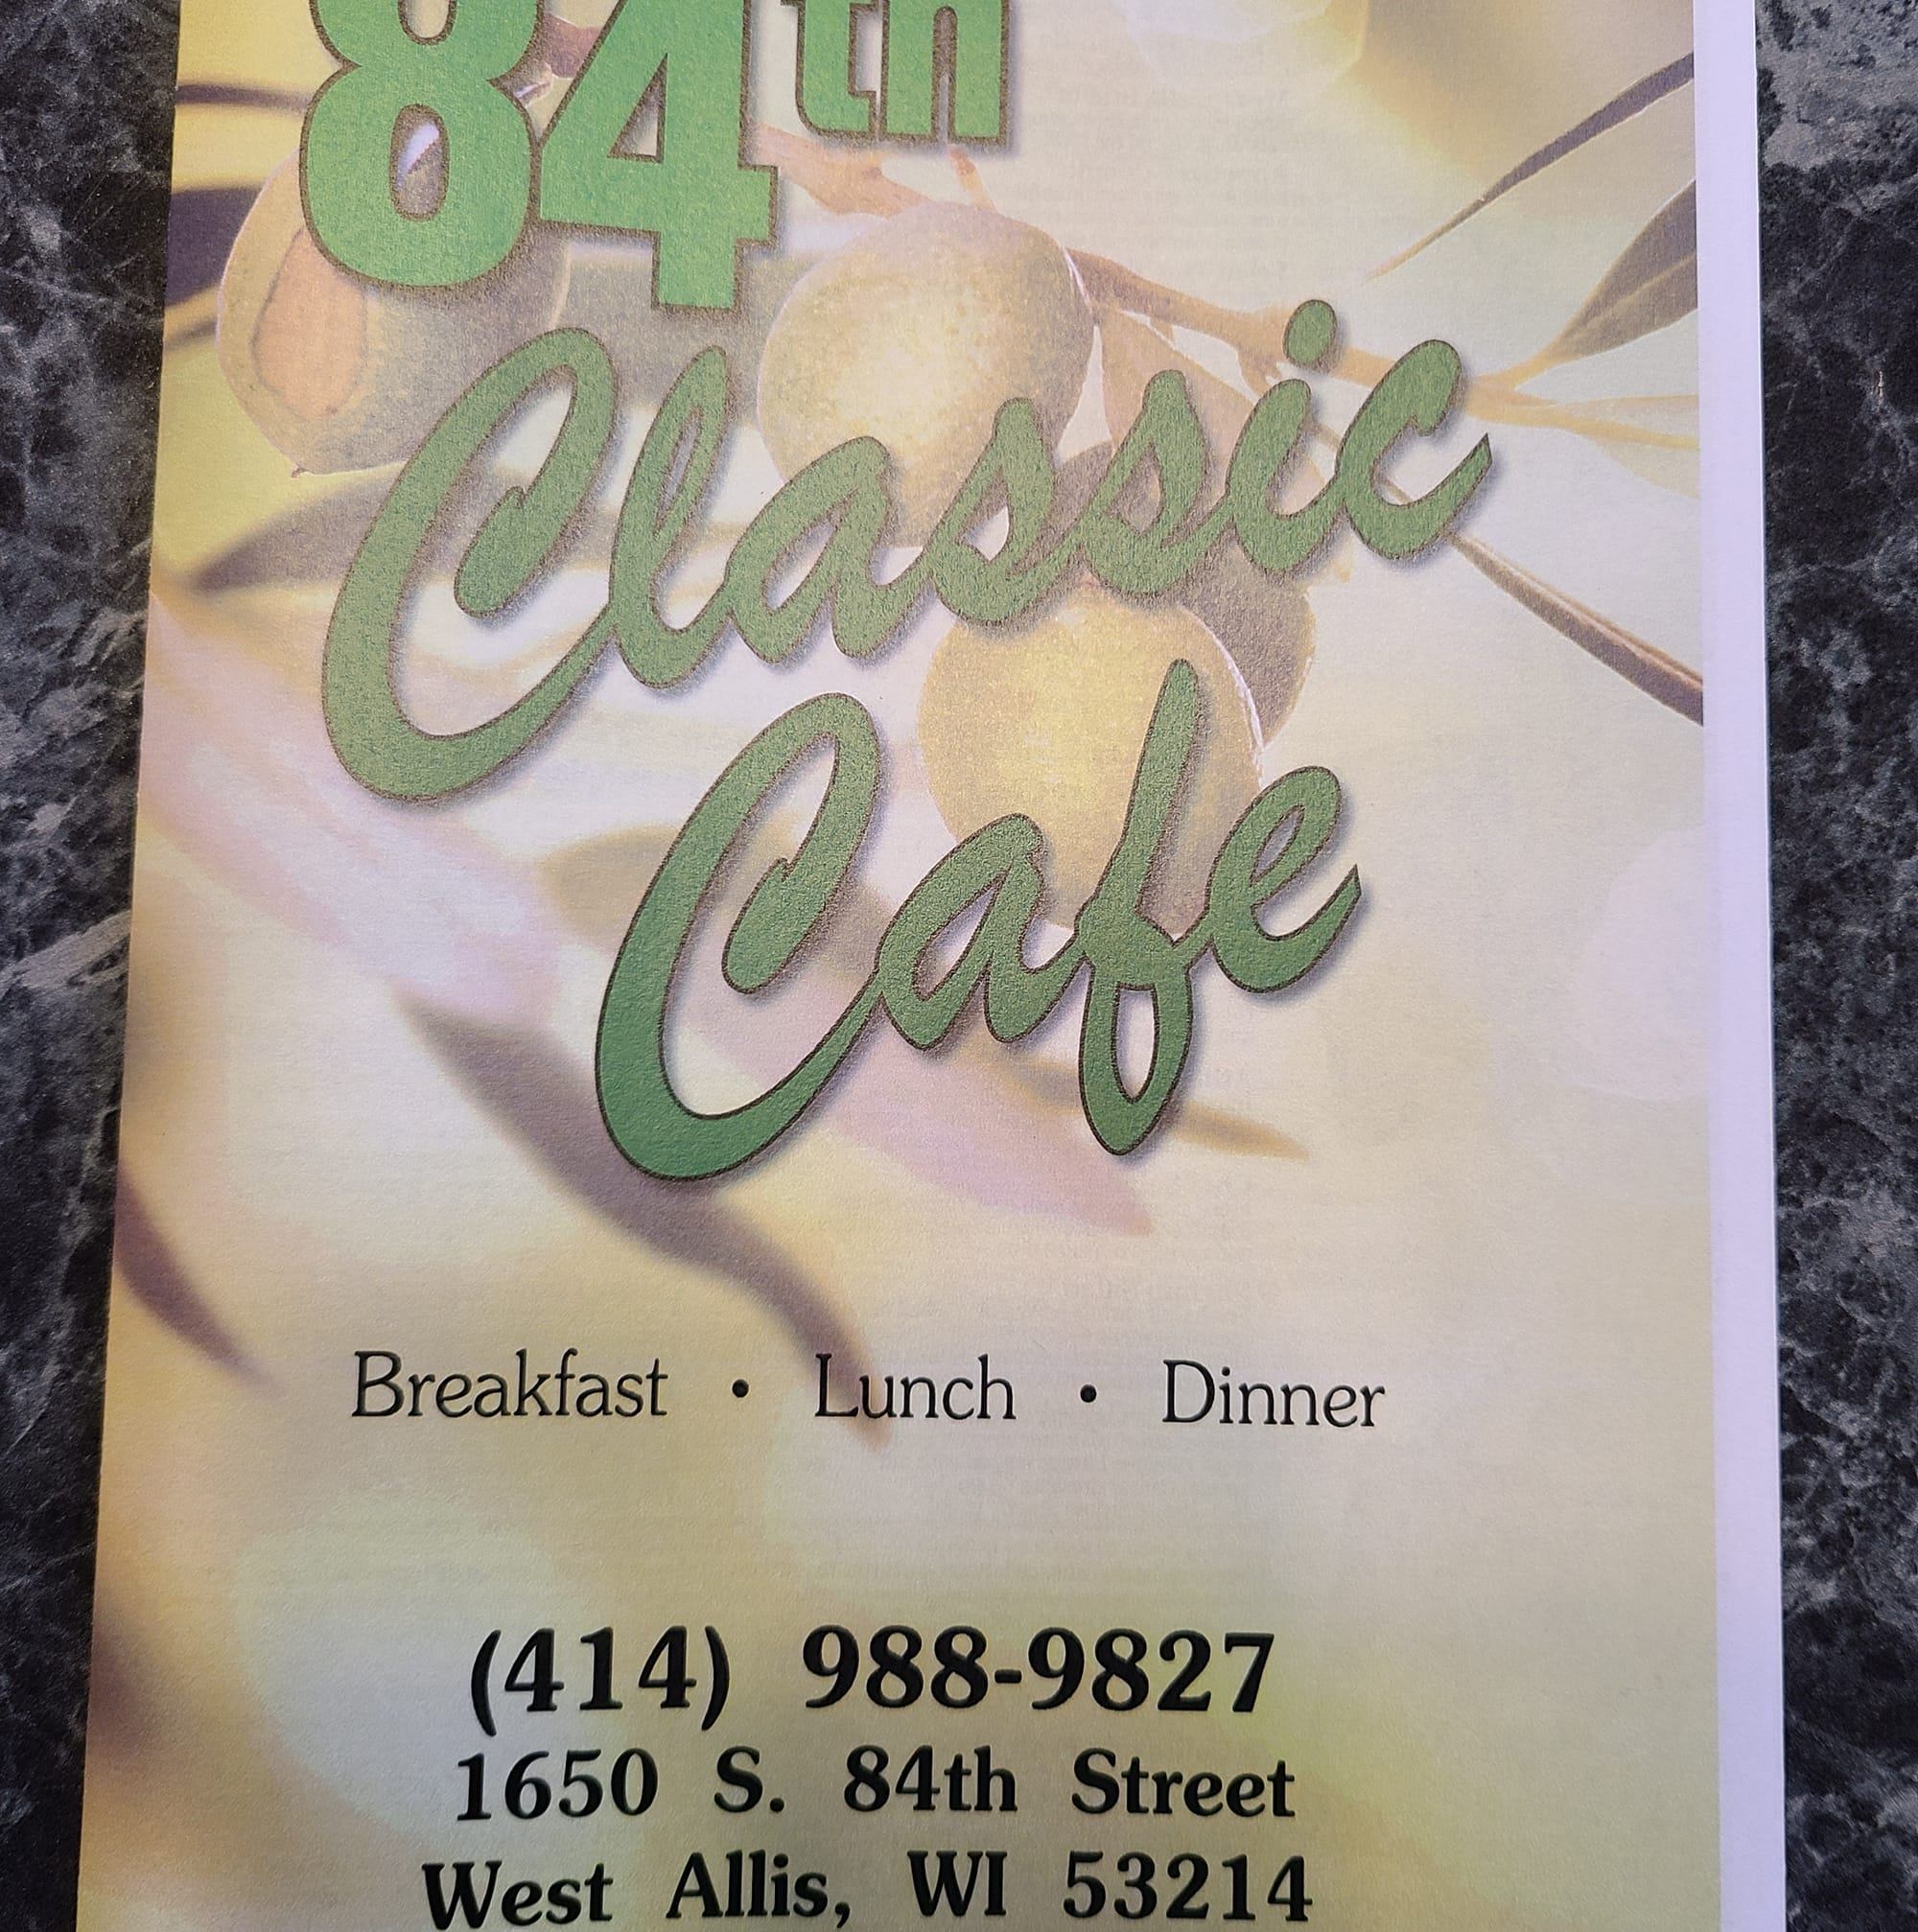 84th
Classic
Cafe
Breakfast • Lunch • Dinner
(414) 988-9827
1650 S. 84th Street
West Allis, WI 53214